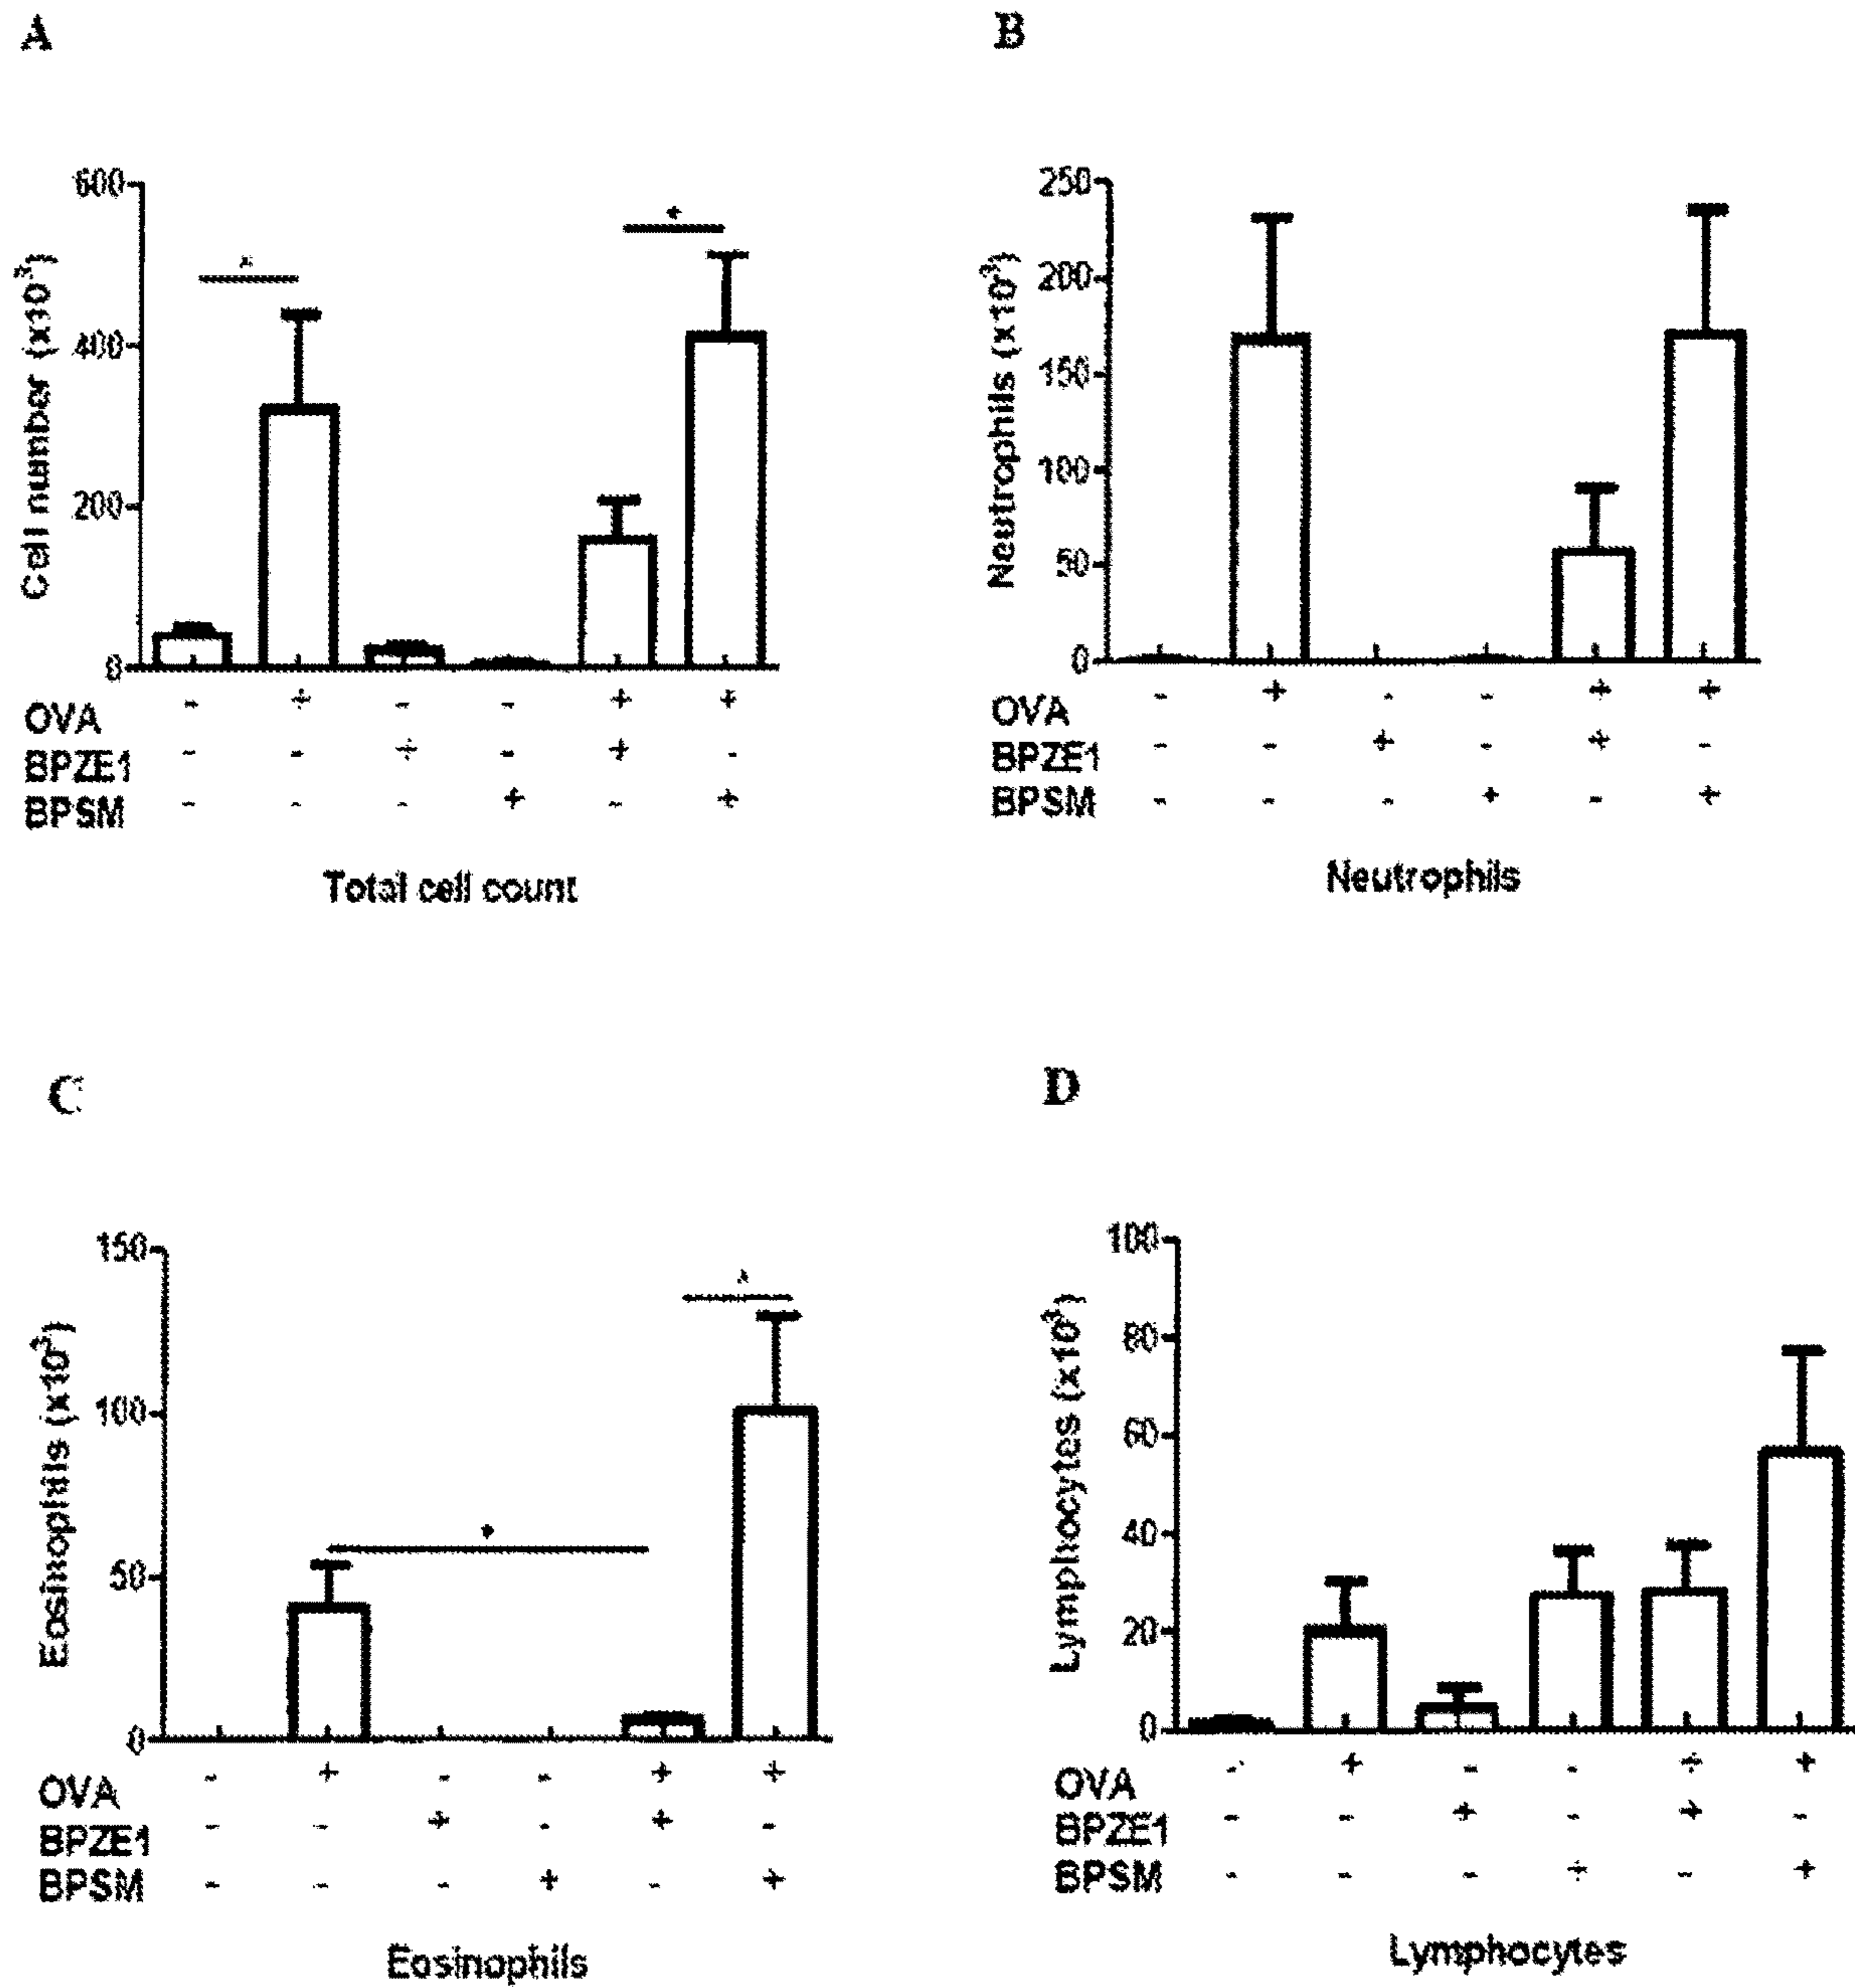 A
B
Cell number (x10³)
600
400
200
0
*
*
OVA - + - - + +
BPZE1 - - + - + -
BPSM - - - + - +
Total cell count
Neutrophils (x10³)
250
200
150
100
50
0
OVA - + - - + +
BPZE1 - - + - + -
BPSM - - - + - +
Neutrophils
C
D
Eosinophils (x10³)
150
100
50
0
*
*
OVA - + - - + +
BPZE1 - - + - + -
BPSM - - - + - +
Eosinophils
Lymphocytes (x10³)
100
80
60
40
20
0
OVA - + - - + +
BPZE1 - - + - + -
BPSM - - - + - +
Lymphocytes